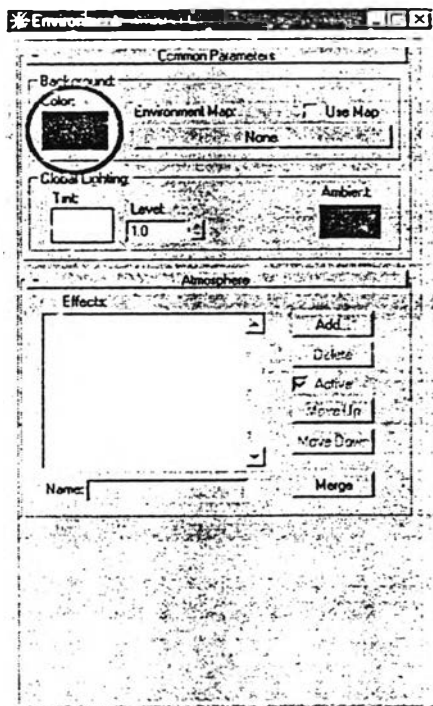 Common Parameters
Background:
Color:
Environment Map:
Use Map
None
Global Lighting:
Tint:
Level:
1.0
Ambient:
Atmosphere
Effects:
Add...
Delete
Active
Move Up
Move Down
Name:
Merge